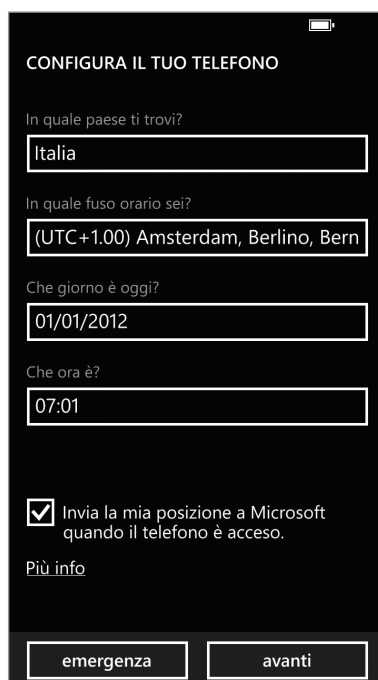 CONFIGURA IL TUO TELEFONO
In quale paese ti trovi?
Italia
In quale fuso orario sei?
(UTC+1.00) Amsterdam, Berlino, Bern
Che giorno è oggi?
01/01/2012
Che ora è?
07:01
Invia la mia posizione a Microsoft
quando il telefono è acceso.
Più info
emergenza avanti